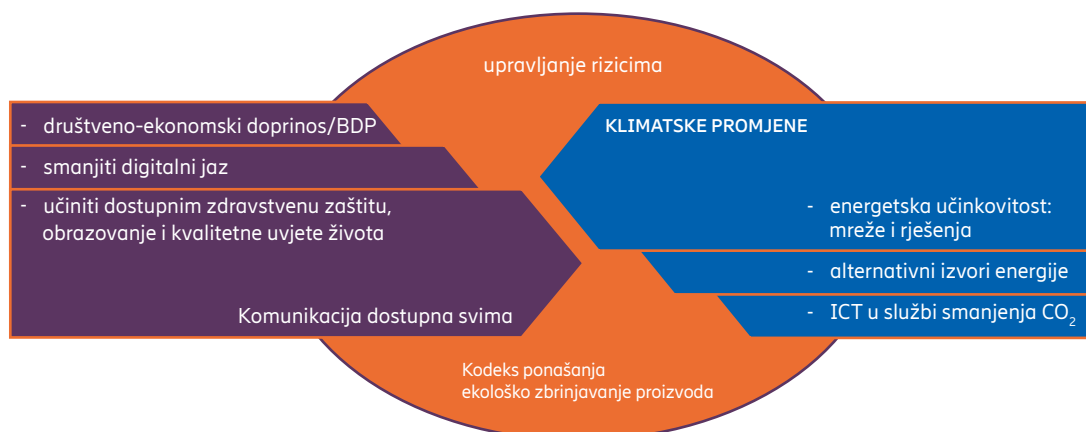 upravljanje rizicima
- društveno-ekonomski doprinos/BDP
- smanjiti digitalni jaz
- učiniti dostupnim zdravstvenu zaštitu,
obrazovanje i kvalitetne uvjete života
Komunikacija dostupna svima
KLIMATSKE PROMJENE
- energetska učinkovitost:
mreže i rješenja
- alternativni izvori energije
- ICT u službi smanjenja CO₂
Kodeks ponašanja
ekološko zbrinjavanje proizvoda